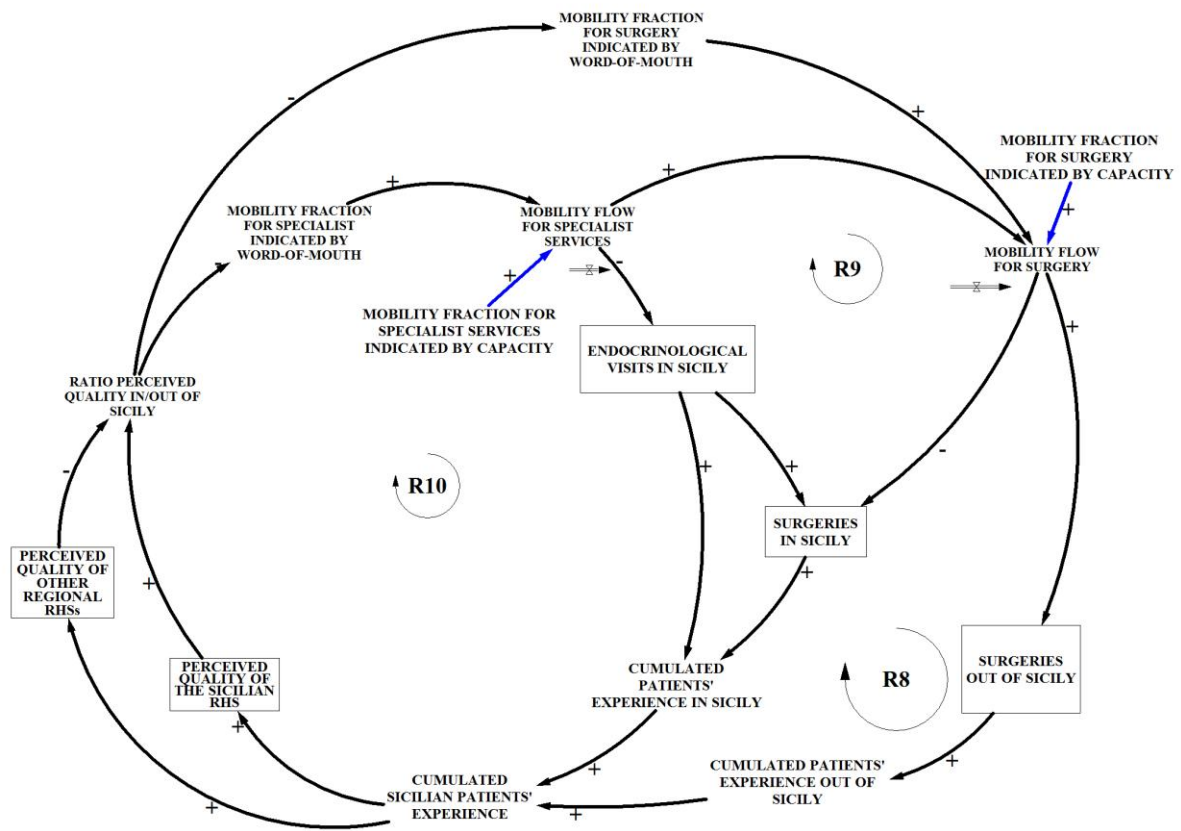 MOBILITY FRACTION
FOR SURGERY
INDICATED BY
WORD-OF-MOUTH
-
+
MOBILITY FRACTION
FOR SURGERY
INDICATED BY CAPACITY
+
+
+
MOBILITY FRACTION
FOR SPECIALIST
INDICATED BY
WORD-OF-MOUTH
MOBILITY FLOW
FOR SPECIALIST
SERVICES
MOBILITY FLOW
FOR SURGERY
-
+
-
R9
MOBILITY FRACTION FOR
SPECIALIST SERVICES
INDICATED BY CAPACITY
+
ENDOCRINOLOGICAL
VISITS IN SICILY
RATIO PERCEIVED
QUALITY IN/OUT OF
SICILY
-
+
+
-
R10
SURGERIES
IN SICILY
+
PERCEIVED
QUALITY OF
OTHER
REGIONAL
RHSs
+
PERCEIVED
QUALITY OF
THE SICILIAN
RHS
+
CUMULATED
PATIENTS'
EXPERIENCE IN SICILY
R8
SURGERIES
OUT OF SICILY
+
+
CUMULATED PATIENTS'
EXPERIENCE OUT OF
SICILY
CUMULATED
SICILIAN PATIENTS'
EXPERIENCE
+
+